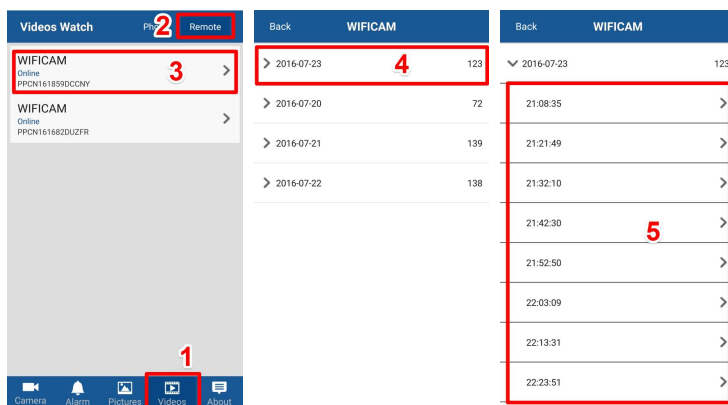 Videos Watch
Remote
WIFICAM
Online
PPCN161859DCCNY
WIFICAM
Online
PPCN161682DUZFR
1
2
3
Camera
Alarm
Pictures
Videos
About
Back
WIFICAM
2016-07-23
4
123
2016-07-20
72
2016-07-21
139
2016-07-22
138
Back
WIFICAM
2016-07-23
123
21:08:35
21:21:49
21:32:10
21:42:30
5
21:52:50
22:03:09
22:13:31
22:23:51